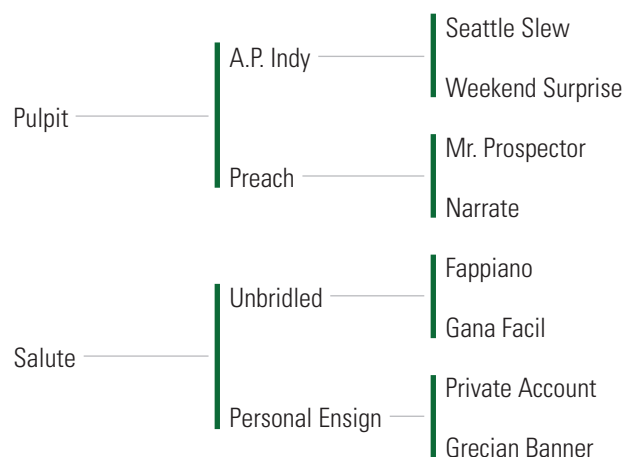 Seattle Slew
A.P. Indy
Weekend Surprise
Pulpit
Mr. Prospector
Preach
Narrate
Fappiano
Unbridled
Gana Facil
Salute
Private Account
Personal Ensign
Grecian Banner